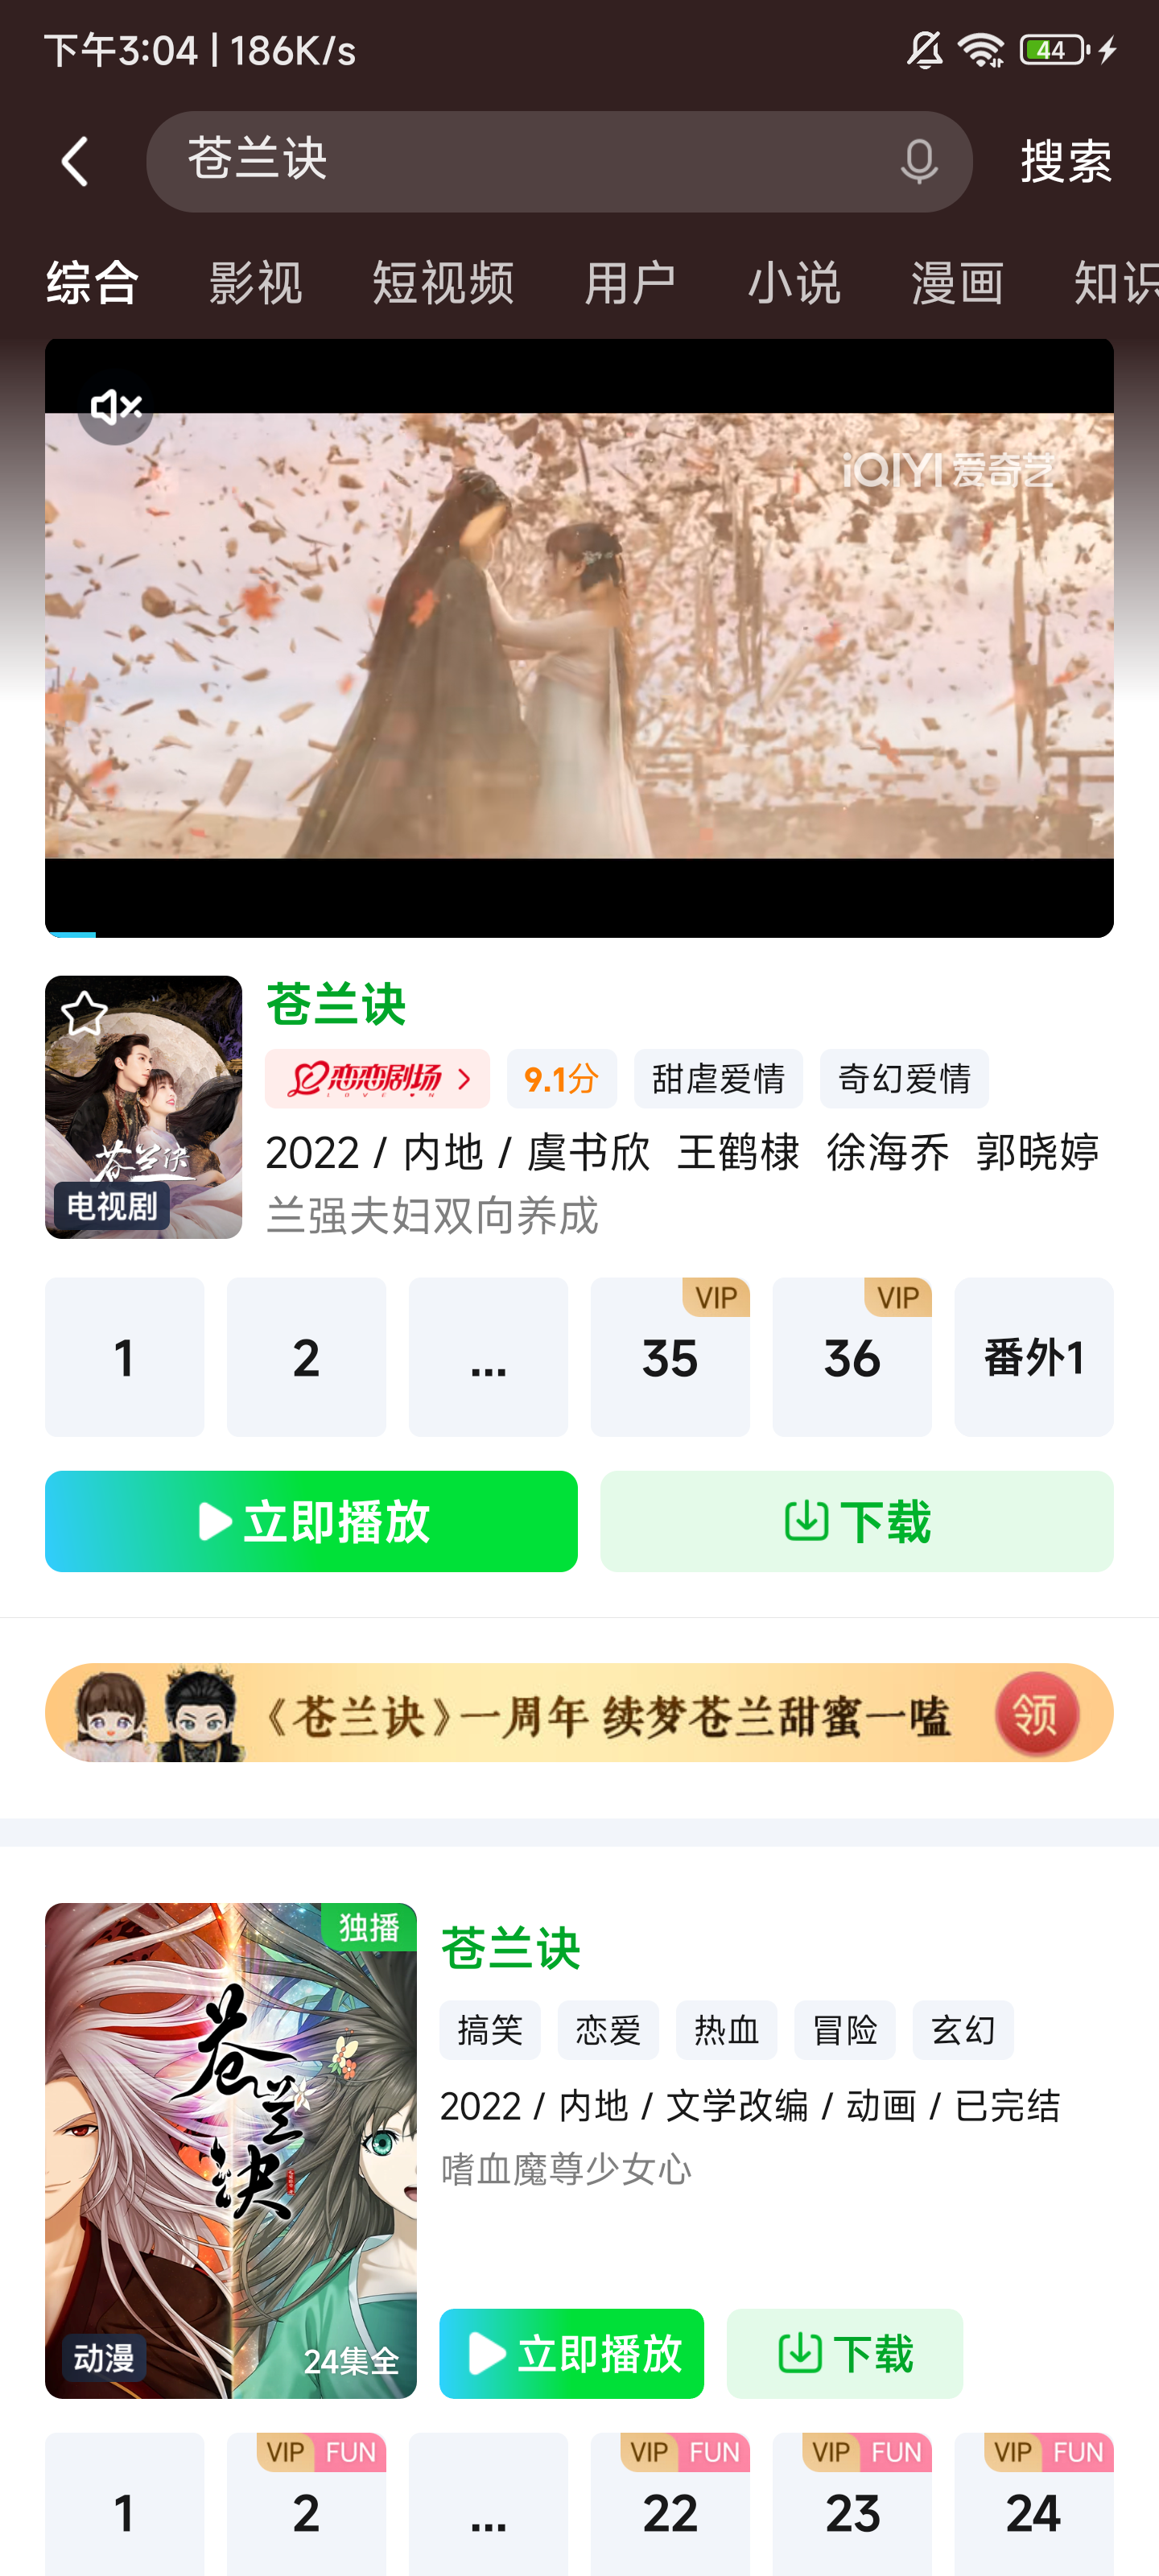 下午3:04 | 186K/s
44
苍兰诀
搜索
综合 影视 短视频 用户 小说 漫画 知识
iQIYI 爱奇艺
苍兰诀
恋恋剧场
LOVE ON
9.1分 甜虐爱情 奇幻爱情
2022 / 内地 / 虞书欣 王鹤棣 徐海乔 郭晓婷
兰强夫妇双向养成
苍兰诀
电视剧
VIP VIP
1 2 ... 35 36 番外1
立即播放 下载
《苍兰诀》一周年 续梦苍兰甜蜜一嗑 领
独播
苍兰诀
苍兰诀
搞笑 恋爱 热血 冒险 玄幻
2022 / 内地 / 文学改编 / 动画 / 已完结
嗜血魔尊少女心
动漫 24集全
立即播放 下载
VIP FUN VIP FUN VIP FUN VIP FUN
1 2 ... 22 23 24